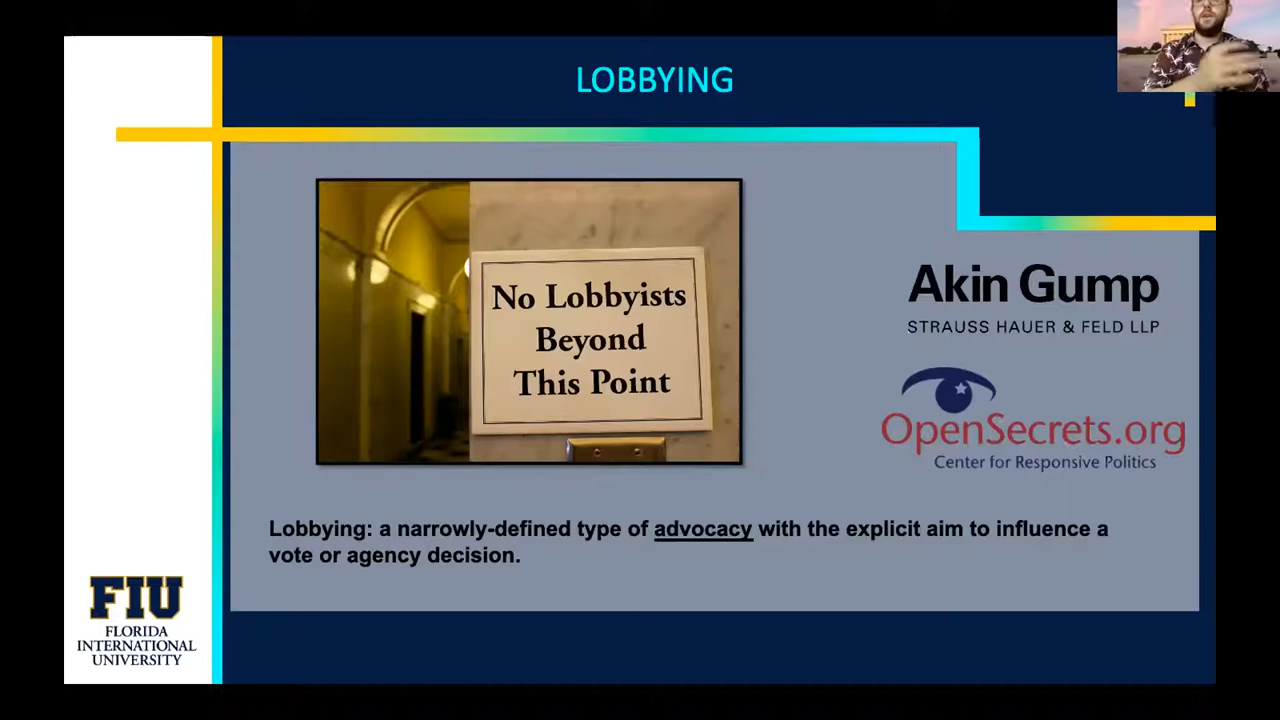 LOBBYING
No Lobbyists
Beyond
This Point
Akin Gump
STRAUSS HAUER & FELD LLP
OpenSecrets.org
Center for Responsive Politics
Lobbying: a narrowly-defined type of advocacy with the explicit aim to influence a
vote or agency decision.
FIU
FLORIDA
INTERNATIONAL
UNIVERSITY